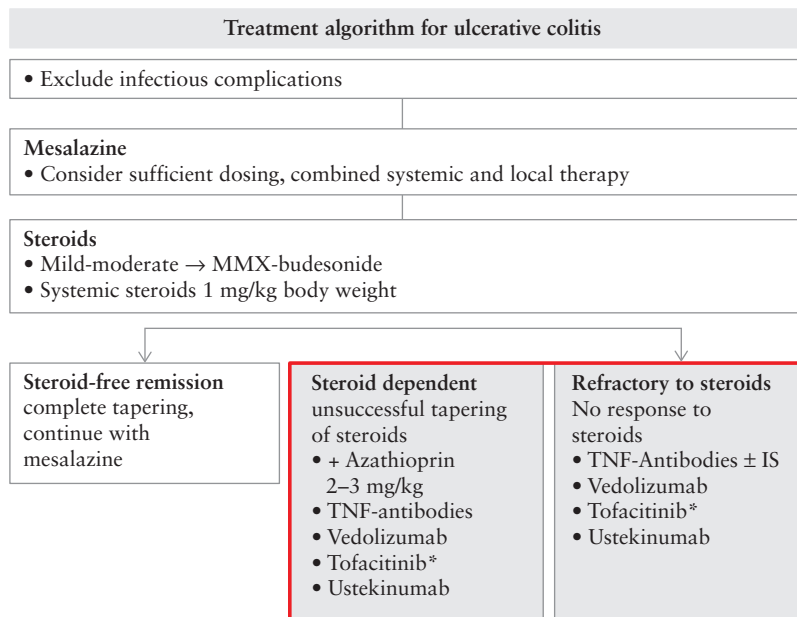 Treatment algorithm for ulcerative colitis
• Exclude infectious complications
Mesalazine
• Consider sufficient dosing, combined systemic and local therapy
Steroids
• Mild-moderate → MMX-budesonide
• Systemic steroids 1 mg/kg body weight
Steroid-free remission
complete tapering,
continue with
mesalazine
Steroid dependent
unsuccessful tapering
of steroids
• + Azathioprin
2–3 mg/kg
• TNF-antibodies
• Vedolizumab
• Tofacitinib*
• Ustekinumab
Refractory to steroids
No response to
steroids
• TNF-Antibodies ± IS
• Vedolizumab
• Tofacitinib*
• Ustekinumab